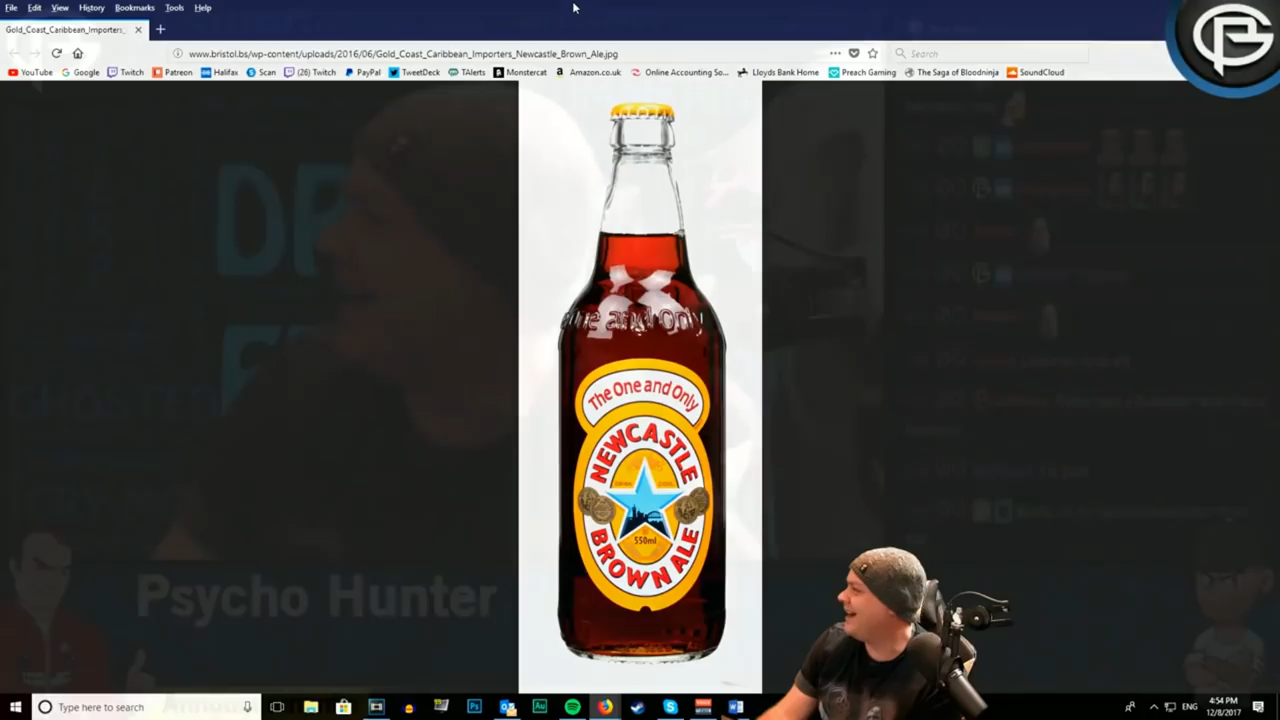 File Edit View History Bookmarks Tools Help
Gold_Coast_Caribbean_Importers_
www.bristol.bs/wp-content/uploads/2016/06/Gold_Coast_Caribbean_Importers_Newcastle_Brown_Ale.jpg
Search
YouTube Google Twitch Patreon Halifax Scan (26) Twitch PayPal TweetDeck TAlerts Monstercat Amazon.co.uk Online Accounting So... Lloyds Bank Home Preach Gaming The Saga of Bloodninja SoundCloud
and Only
The One and Only
NEWCASTLE
550ml
BROWN ALE
Psycho Hunter
Type here to search
ENG
4:54 PM
12/8/2017